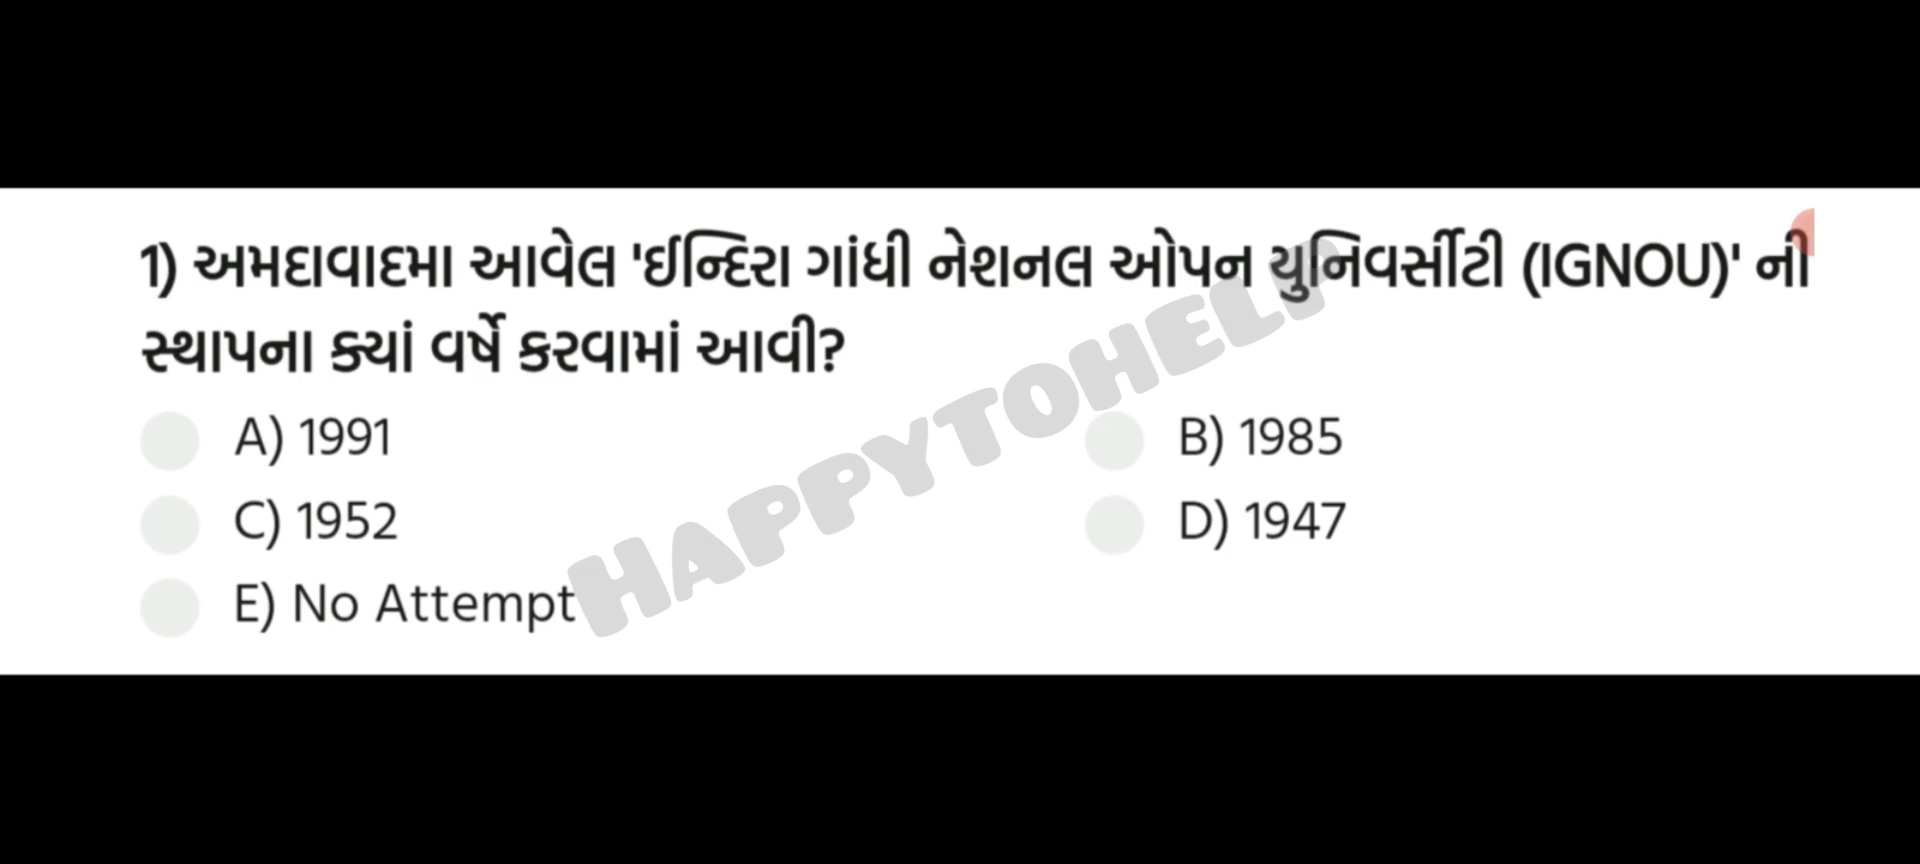 1) અમદાવાદમા આવેલ 'ઈન્દિરા ગાંધી નેશનલ ઓપન યુનિવર્સીટી (IGNOU)' ની
સ્થાપના ક્યાં વર્ષે કરવામાં આવી?
A) 1991
B) 1985
C) 1952
D) 1947
E) No Attempt
HAPPYTOHELP